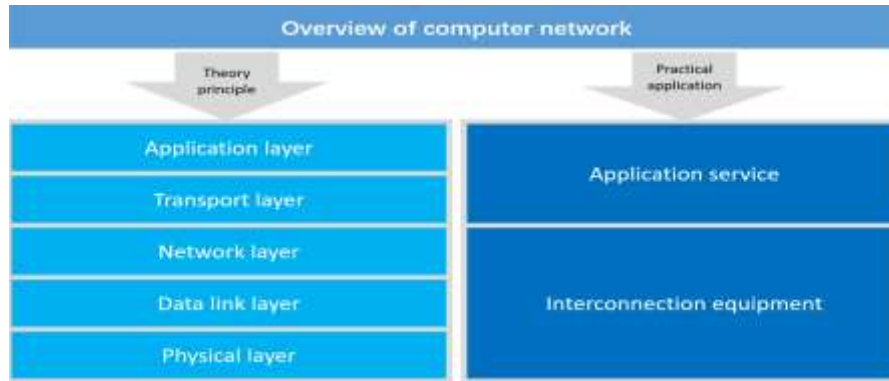 Overview of computer network
Theory
principle
Practical
application
Application layer
Transport layer
Network layer
Data link layer
Physical layer
Application service
Interconnection equipment